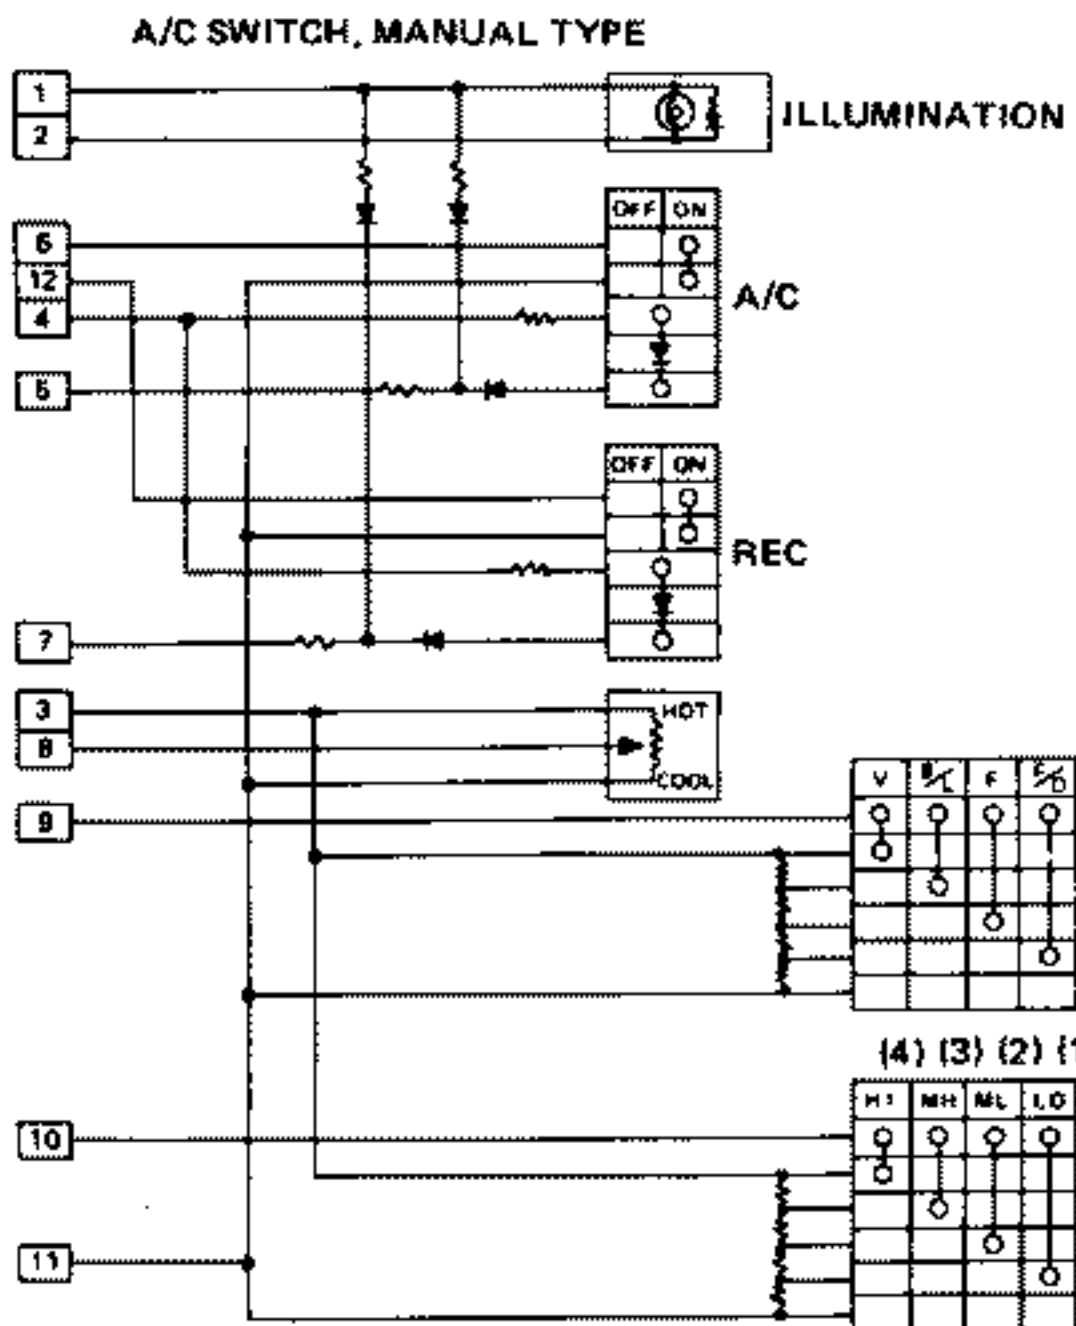 A/C SWITCH, MANUAL TYPE
1
2
ILLUMINATION
OFF ON
6
12
4
A/C
5
OFF ON
REC
7
3
HOT
8
COOL
V B/L F F/D
9
(4) (3) (2) (1
HI MH ML LO
10
11